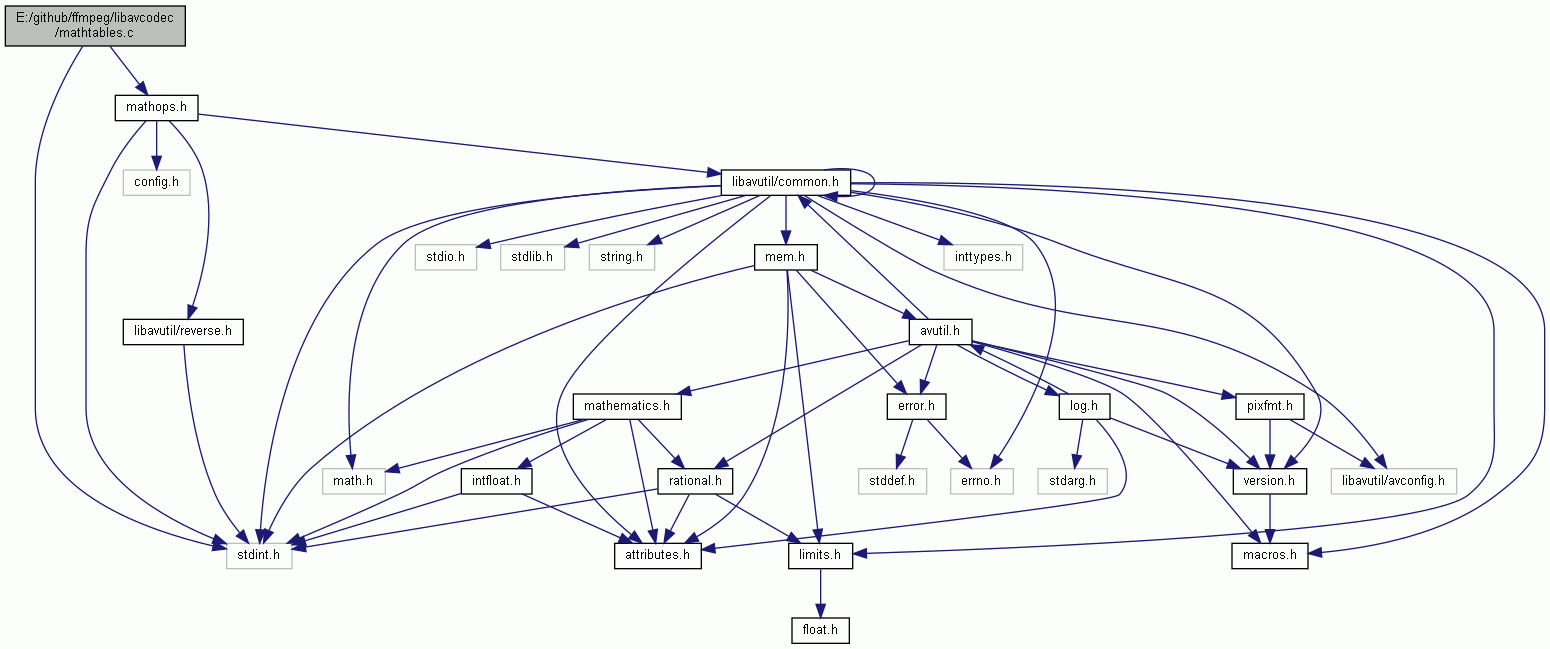 E:/github/ffmpeg/libavcodec
/mathtables.c
mathops.h
config.h
libavutil/common.h
stdio.h
stdlib.h
string.h
mem.h
inttypes.h
libavutil/reverse.h
avutil.h
mathematics.h
error.h
log.h
pixfmt.h
math.h
intfloat.h
rational.h
stddef.h
errno.h
stdarg.h
version.h
libavutil/avconfig.h
stdint.h
attributes.h
limits.h
macros.h
float.h